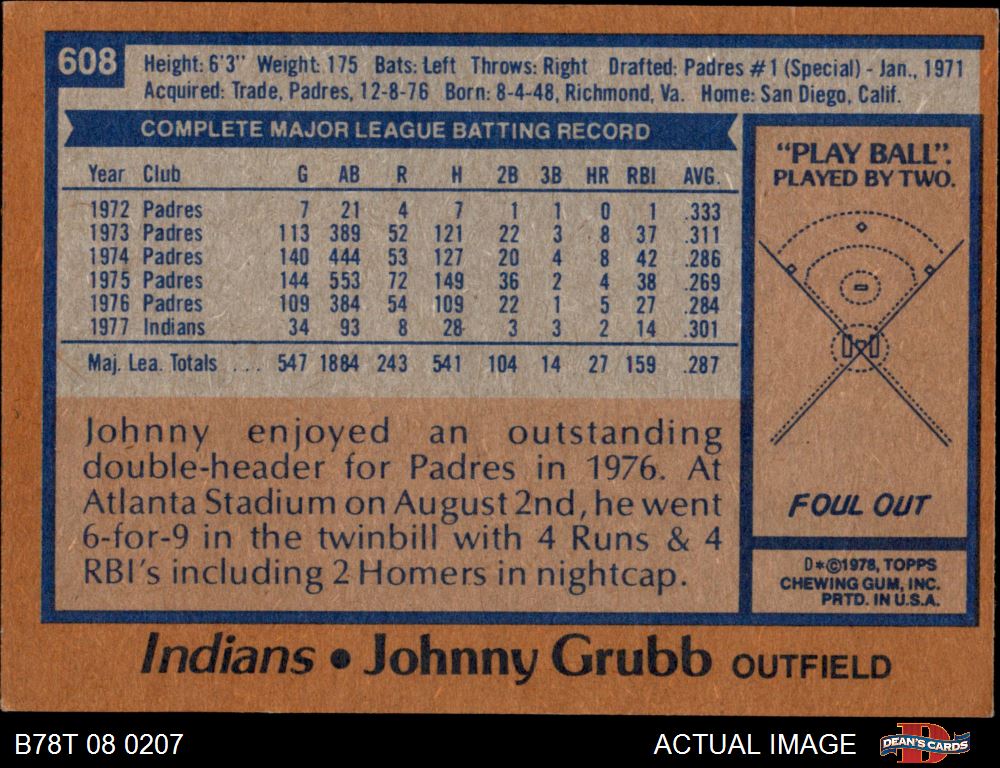 608
Height: 6'3" Weight: 175 Bats: Left Throws: Right Drafted: Padres #1 (Special) - Jan., 1971
Acquired: Trade, Padres, 12-8-76 Born: 8-4-48, Richmond, Va. Home: San Diego, Calif.
COMPLETE MAJOR LEAGUE BATTING RECORD
Year Club G AB R H 2B 3B HR RBI AVG.
1972 Padres 7 21 4 7 1 1 0 1 .333
1973 Padres 113 389 52 121 22 3 8 37 .311
1974 Padres 140 444 53 127 20 4 8 42 .286
1975 Padres 144 553 72 149 36 2 4 38 .269
1976 Padres 109 384 54 109 22 1 5 27 .284
1977 Indians 34 93 8 28 3 3 2 14 .301
Maj. Lea. Totals ... 547 1884 243 541 104 14 27 159 .287
Johnny enjoyed an outstanding
double-header for Padres in 1976. At
Atlanta Stadium on August 2nd, he went
6-for-9 in the twinbill with 4 Runs & 4
RBI's including 2 Homers in nightcap.
"PLAY BALL".
PLAYED BY TWO.
FOUL OUT
D*©1978, TOPPS
CHEWING GUM, INC.
PRTD. IN U.S.A.
Indians • Johnny Grubb OUTFIELD
B78T 08 0207
ACTUAL IMAGE
DEAN'S CARDS